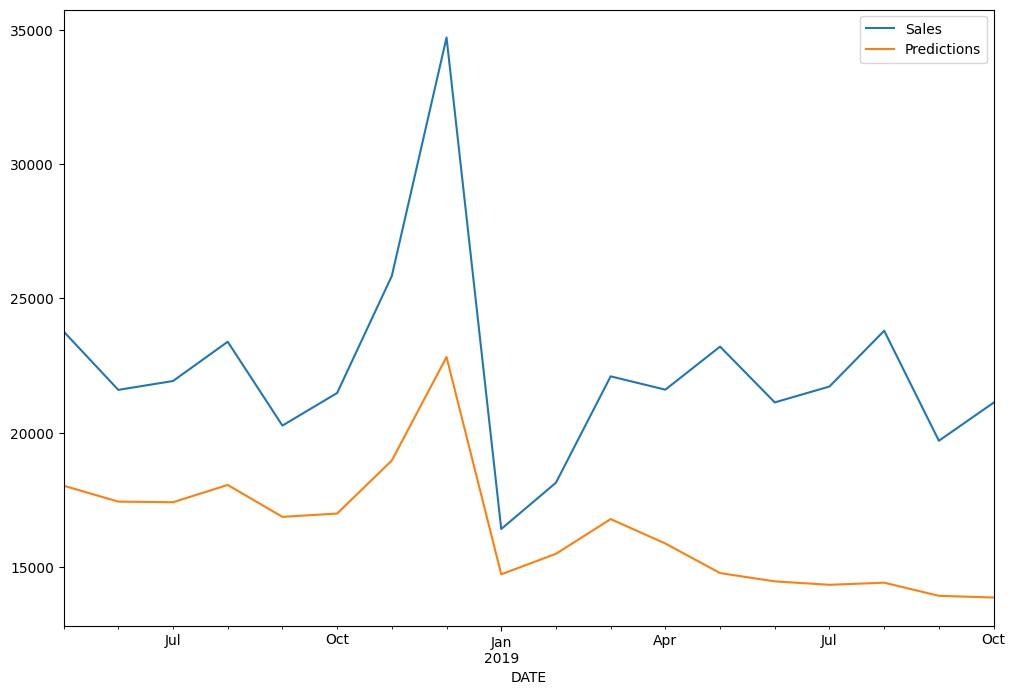 35000
30000
25000
20000
15000
Sales
Predictions
Jul
Oct
Jan
2019
Apr
Jul
Oct
DATE